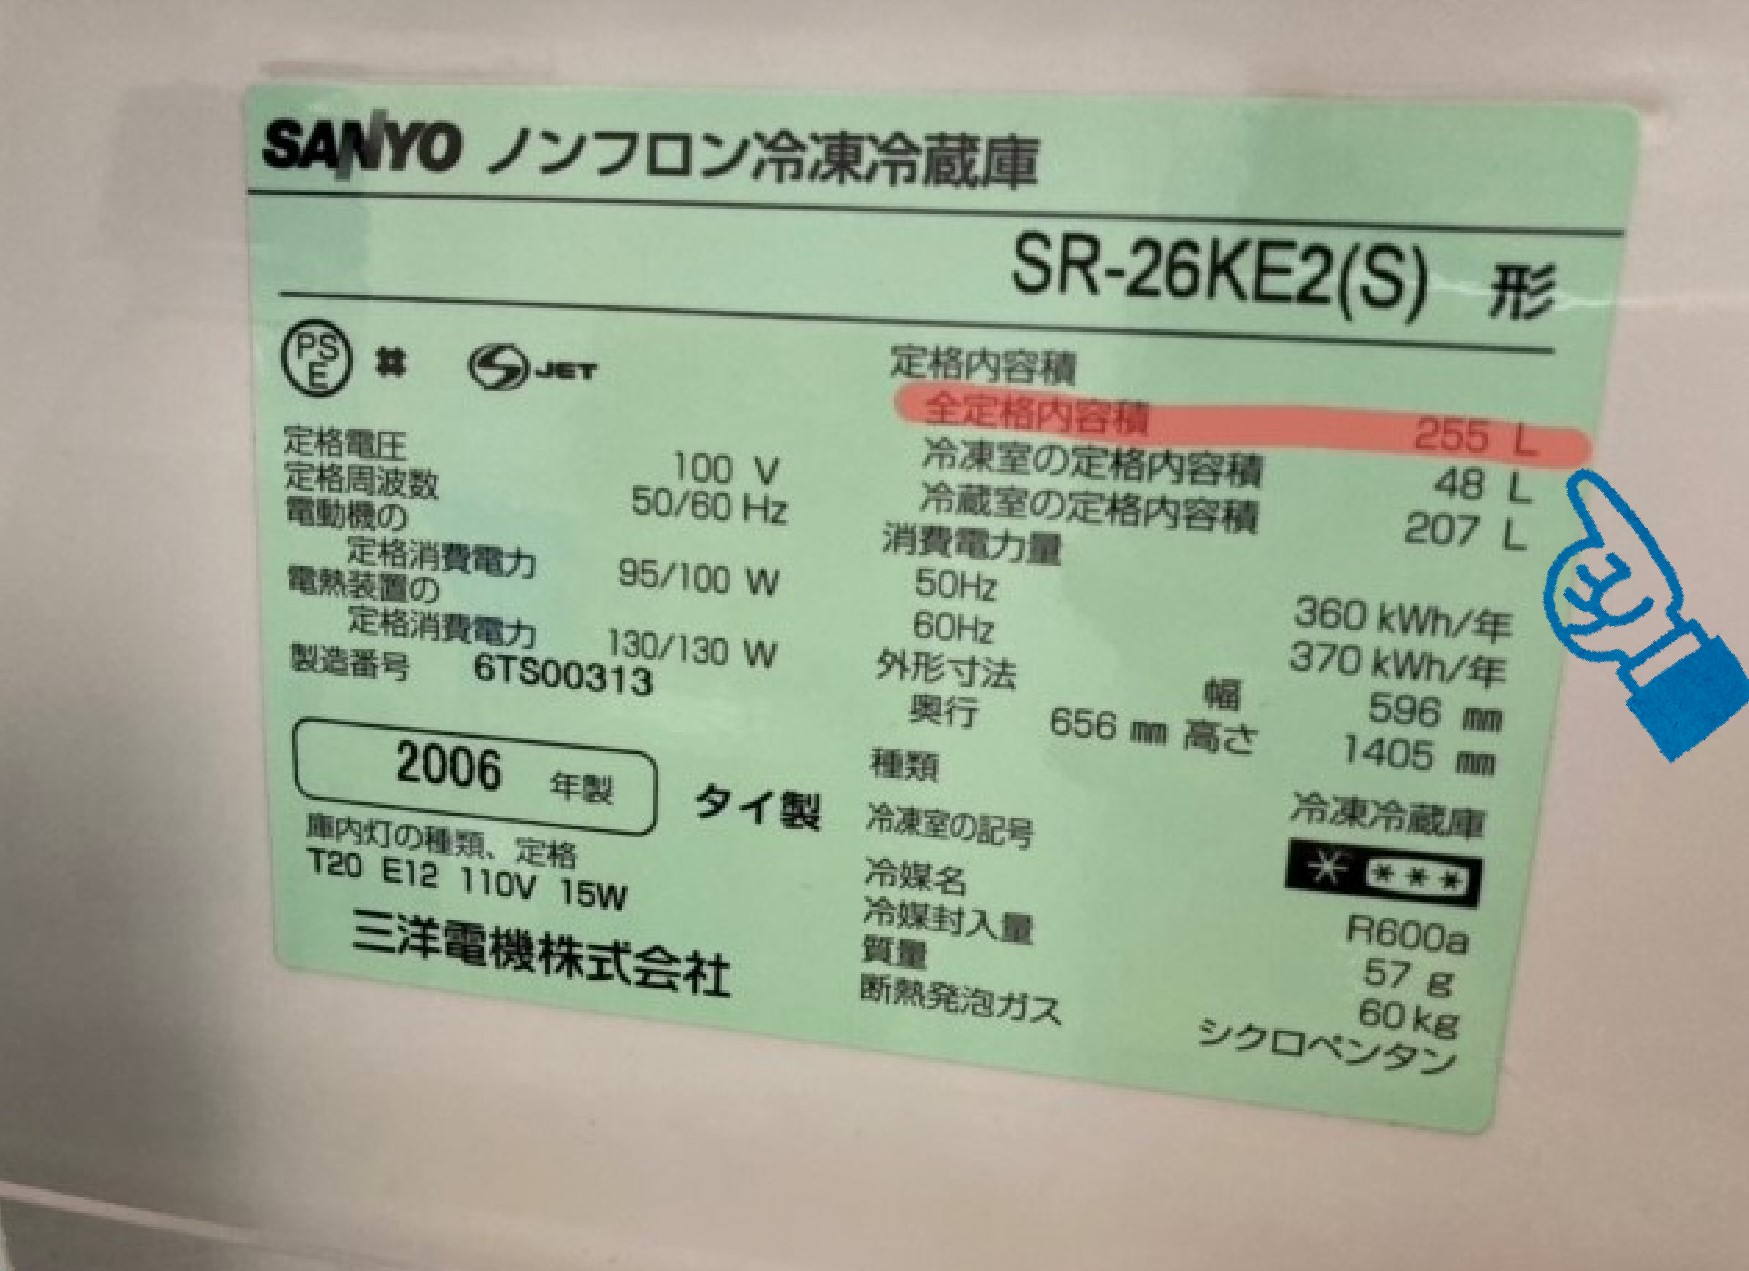 SANYO ノンフロン冷凍冷蔵庫
SR-26KE2(S) 形
PS
E
JET
定格電圧 100 V
定格周波数 50/60 Hz
電動機の
定格消費電力 95/100 W
電熱装置の
定格消費電力 130/130 W
製造番号 6TS00313
2006 年製 タイ製
庫内灯の種類、定格
T20 E12 110V 15W
三洋電機株式会社
定格内容積
全定格内容積 255 L
冷凍室の定格内容積 48 L
冷蔵室の定格内容積 207 L
消費電力量
50Hz 360 kWh/年
60Hz 370 kWh/年
外形寸法 幅 596 mm
奥行 656 mm 高さ 1405 mm
種類 冷凍冷蔵庫
冷凍室の記号 * ***
冷媒名 R600a
冷媒封入量 57 g
質量 60 kg
断熱発泡ガス シクロペンタン